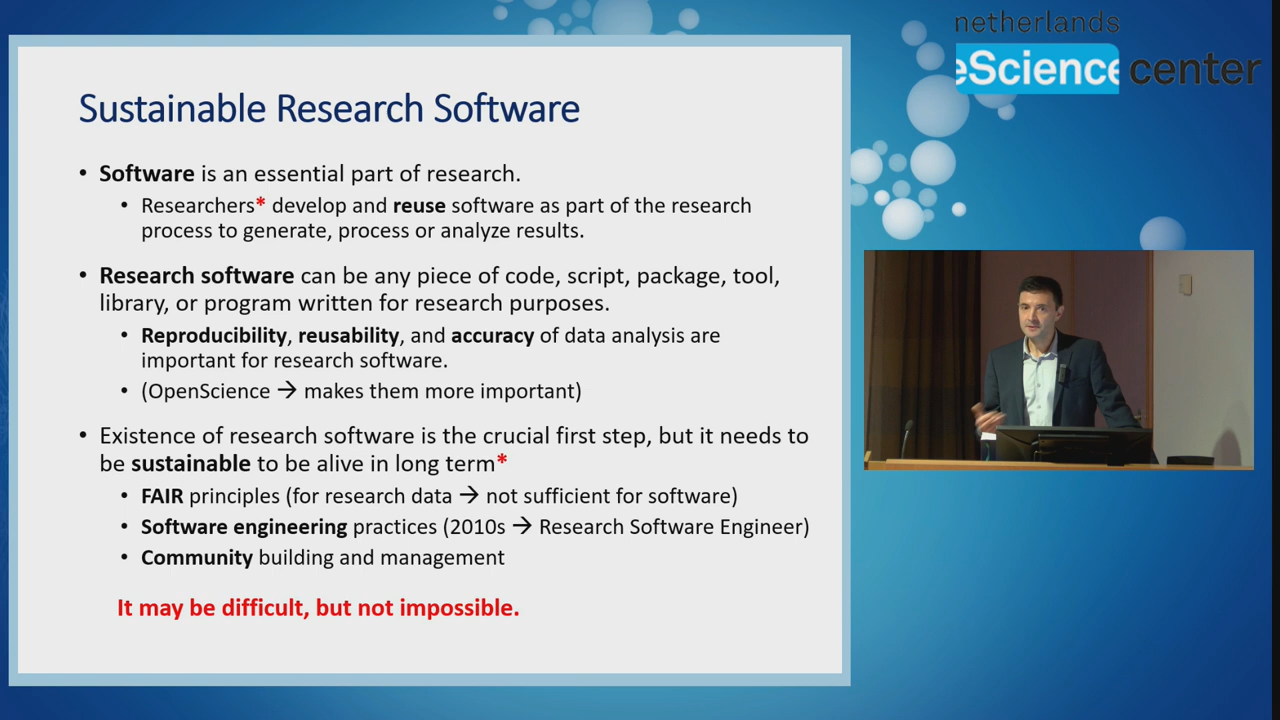 netherlands
eScience center
Sustainable Research Software
• Software is an essential part of research.
• Researchers* develop and reuse software as part of the research
process to generate, process or analyze results.
• Research software can be any piece of code, script, package, tool,
library, or program written for research purposes.
• Reproducibility, reusability, and accuracy of data analysis are
important for research software.
• (OpenScience → makes them more important)
• Existence of research software is the crucial first step, but it needs to
be sustainable to be alive in long term*
• FAIR principles (for research data → not sufficient for software)
• Software engineering practices (2010s → Research Software Engineer)
• Community building and management
It may be difficult, but not impossible.